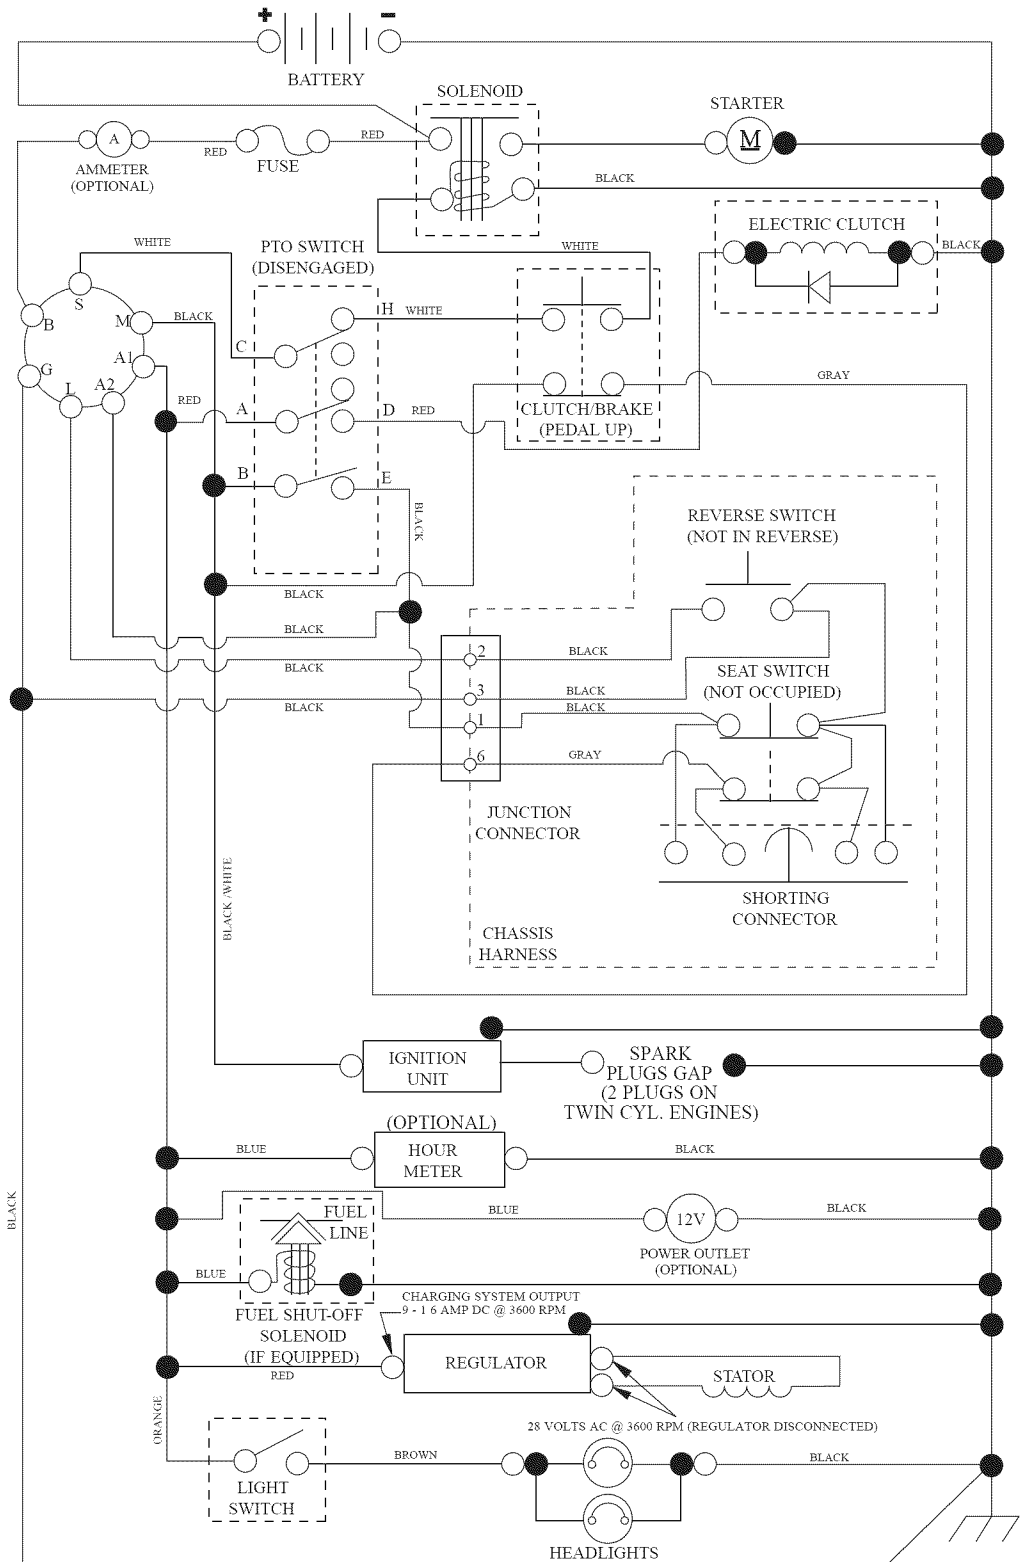 + -
BATTERY
SOLENOID
STARTER
A
RED
RED
M
AMMETER
(OPTIONAL)
FUSE
BLACK
ELECTRIC CLUTCH
WHITE
PTO SWITCH
(DISENGAGED)
WHITE
BLACK
S
B
M
BLACK
H
WHITE
C
G
A1
L
A2
GRAY
RED
A
D
RED
CLUTCH/BRAKE
(PEDAL UP)
B
E
BLACK
REVERSE SWITCH
(NOT IN REVERSE)
BLACK
BLACK
2
BLACK
BLACK
SEAT SWITCH
(NOT OCCUPIED)
3
BLACK
BLACK
BLACK
1
6
GRAY
JUNCTION
CONNECTOR
BLACK /WHITE
SHORTING
CONNECTOR
CHASSIS
HARNESS
IGNITION
UNIT
SPARK
PLUGS GAP
(2 PLUGS ON
TWIN CYL. ENGINES)
(OPTIONAL)
HOUR
METER
BLUE
BLACK
BLACK
FUEL
LINE
BLUE
12V
BLACK
POWER OUTLET
(OPTIONAL)
BLUE
CHARGING SYSTEM OUTPUT
9 - 1 6 AMP DC @ 3600 RPM
FUEL SHUT-OFF
SOLENOID
(IF EQUIPPED)
RED
REGULATOR
STATOR
ORANGE
28 VOLTS AC @ 3600 RPM (REGULATOR DISCONNECTED)
BROWN
BLACK
LIGHT
SWITCH
HEADLIGHTS